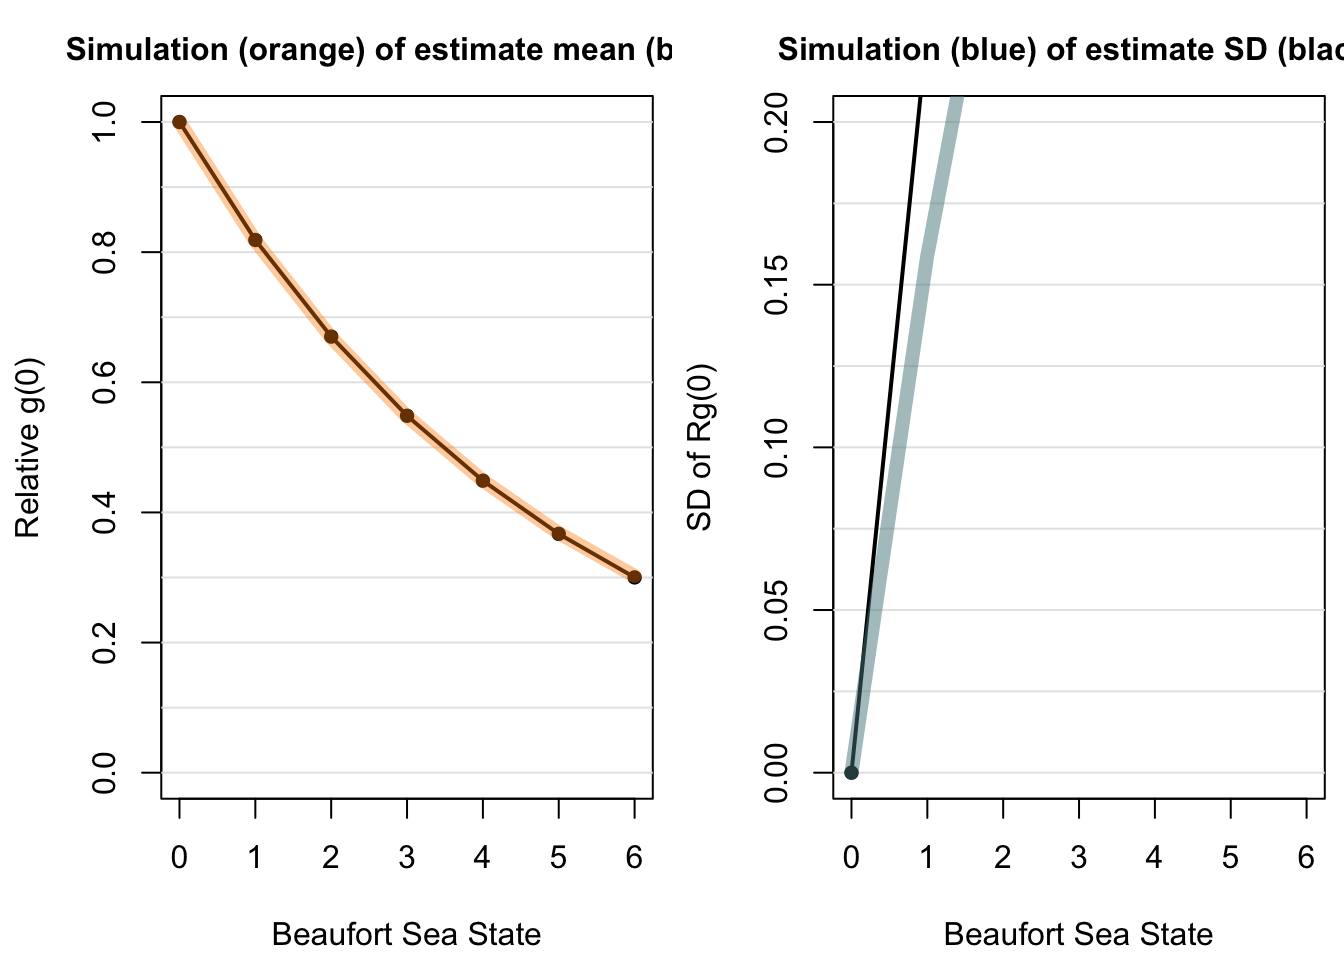 Simulation (orange) of estimate mean (b
Relative g(0)
1.0
0.8
0.6
0.4
0.2
0.0
0 1 2 3 4 5 6
Beaufort Sea State
Simulation (blue) of estimate SD (blac
SD of Rg(0)
0.20
0.15
0.10
0.05
0.00
0 1 2 3 4 5 6
Beaufort Sea State